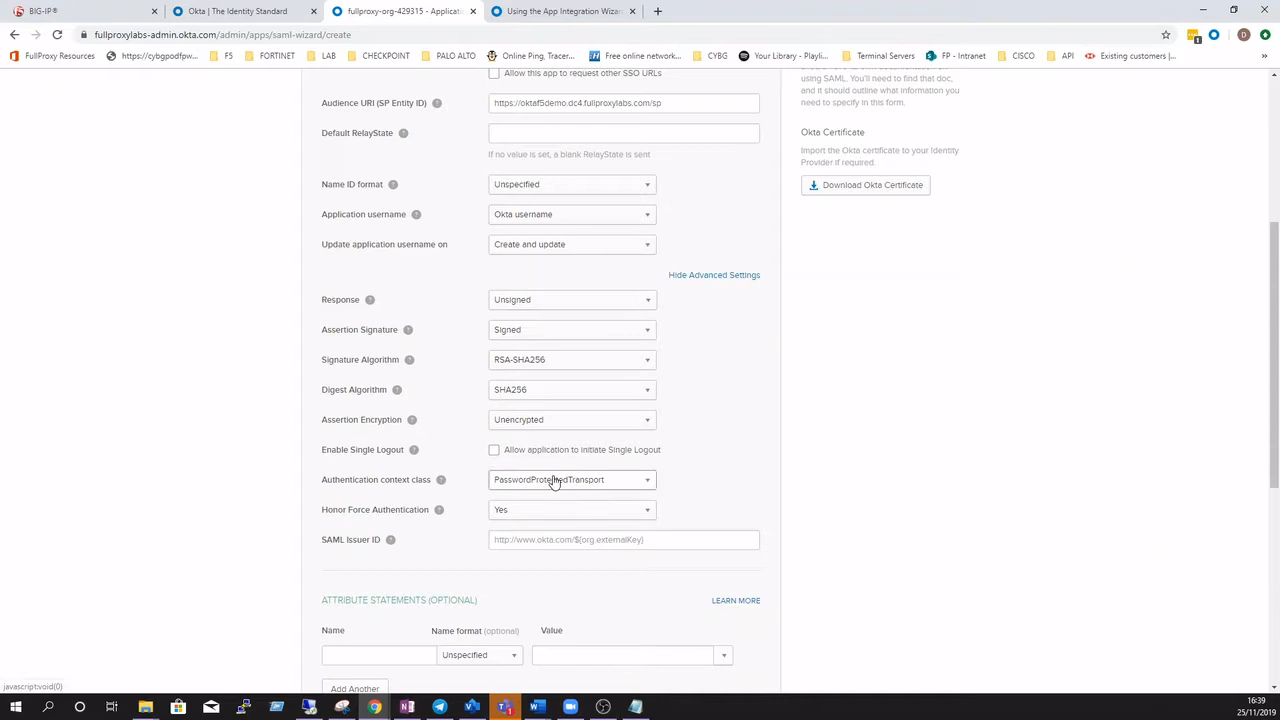 BIG-IP®
Okta | The Identity Standard
fullproxy-org-429315 - Applicati
Using the App Integration Wizar
fullproxylabs-admin.okta.com/admin/apps/saml-wizard/create
D
1
FullProxy Resources
https://cybgpodfpw...
F5
FORTINET
LAB
CHECKPOINT
PALO ALTO
Online Ping, Tracer...
Free online network...
CYBG
Your Library - Playli...
Terminal Servers
FP - Intranet
CISCO
API
Existing customers |...
»
Allow this app to request other SSO URLs
Audience URI (SP Entity ID) ?
https://oktaf5demo.dc4.fullproxylabs.com/sp
Default RelayState ?
If no value is set, a blank RelayState is sent
Name ID format ?
Unspecified
Application username ?
Okta username
Update application username on
Create and update
Hide Advanced Settings
Response ?
Unsigned
Assertion Signature ?
Signed
Signature Algorithm ?
RSA-SHA256
Digest Algorithm ?
SHA256
Assertion Encryption ?
Unencrypted
Enable Single Logout ?
Allow application to initiate Single Logout
Authentication context class ?
PasswordProtectedTransport
Honor Force Authentication ?
Yes
SAML Issuer ID ?
http://www.okta.com/${org.externalKey}
ATTRIBUTE STATEMENTS (OPTIONAL)
LEARN MORE
Name
Name format (optional)
Value
Unspecified
Add Another
using SAML. You'll need to find that doc,
and it should outline what information you
need to specify in this form.
Okta Certificate
Import the Okta certificate to your Identity
Provider if required.
Download Okta Certificate
javascript:void(0)
16:39
25/11/2019